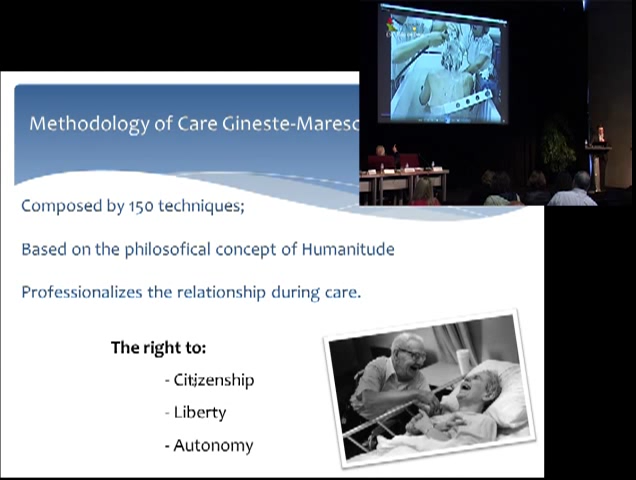 Methodology of Care Gineste-Maresc
Composed by 150 techniques;
Based on the philosofical concept of Humanitude
Professionalizes the relationship during care.
The right to:
- Citizenship
- Liberty
- Autonomy